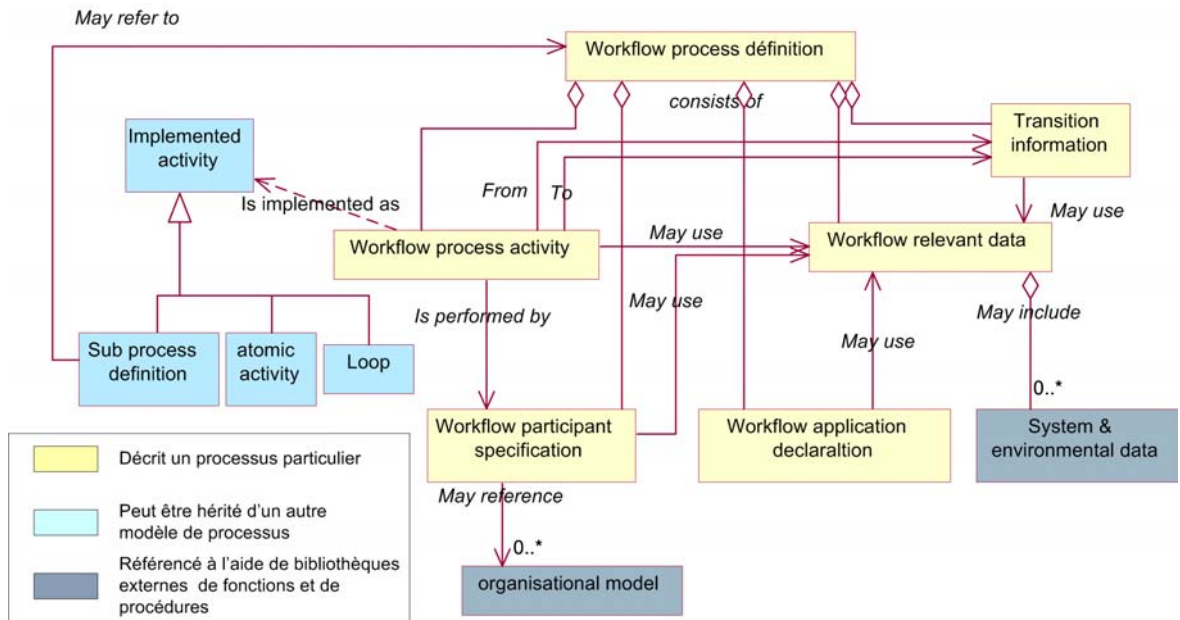 May refer to
Workflow process définition
consists of
Implemented
activity
Transition
information
From
To
Is implemented as
May use
Workflow process activity
May use
Workflow relevant data
May use
Is performed by
May include
May use
Sub process
definition
atomic
activity
Loop
0..*
Workflow participant
specification
Workflow application
declaraltion
System &
environmental data
Décrit un processus particulier
May reference
Peut être hérité d'un autre
modèle de processus
0..*
Référencé à l'aide de bibliothèques
externes de fonctions et de
procédures
organisational model